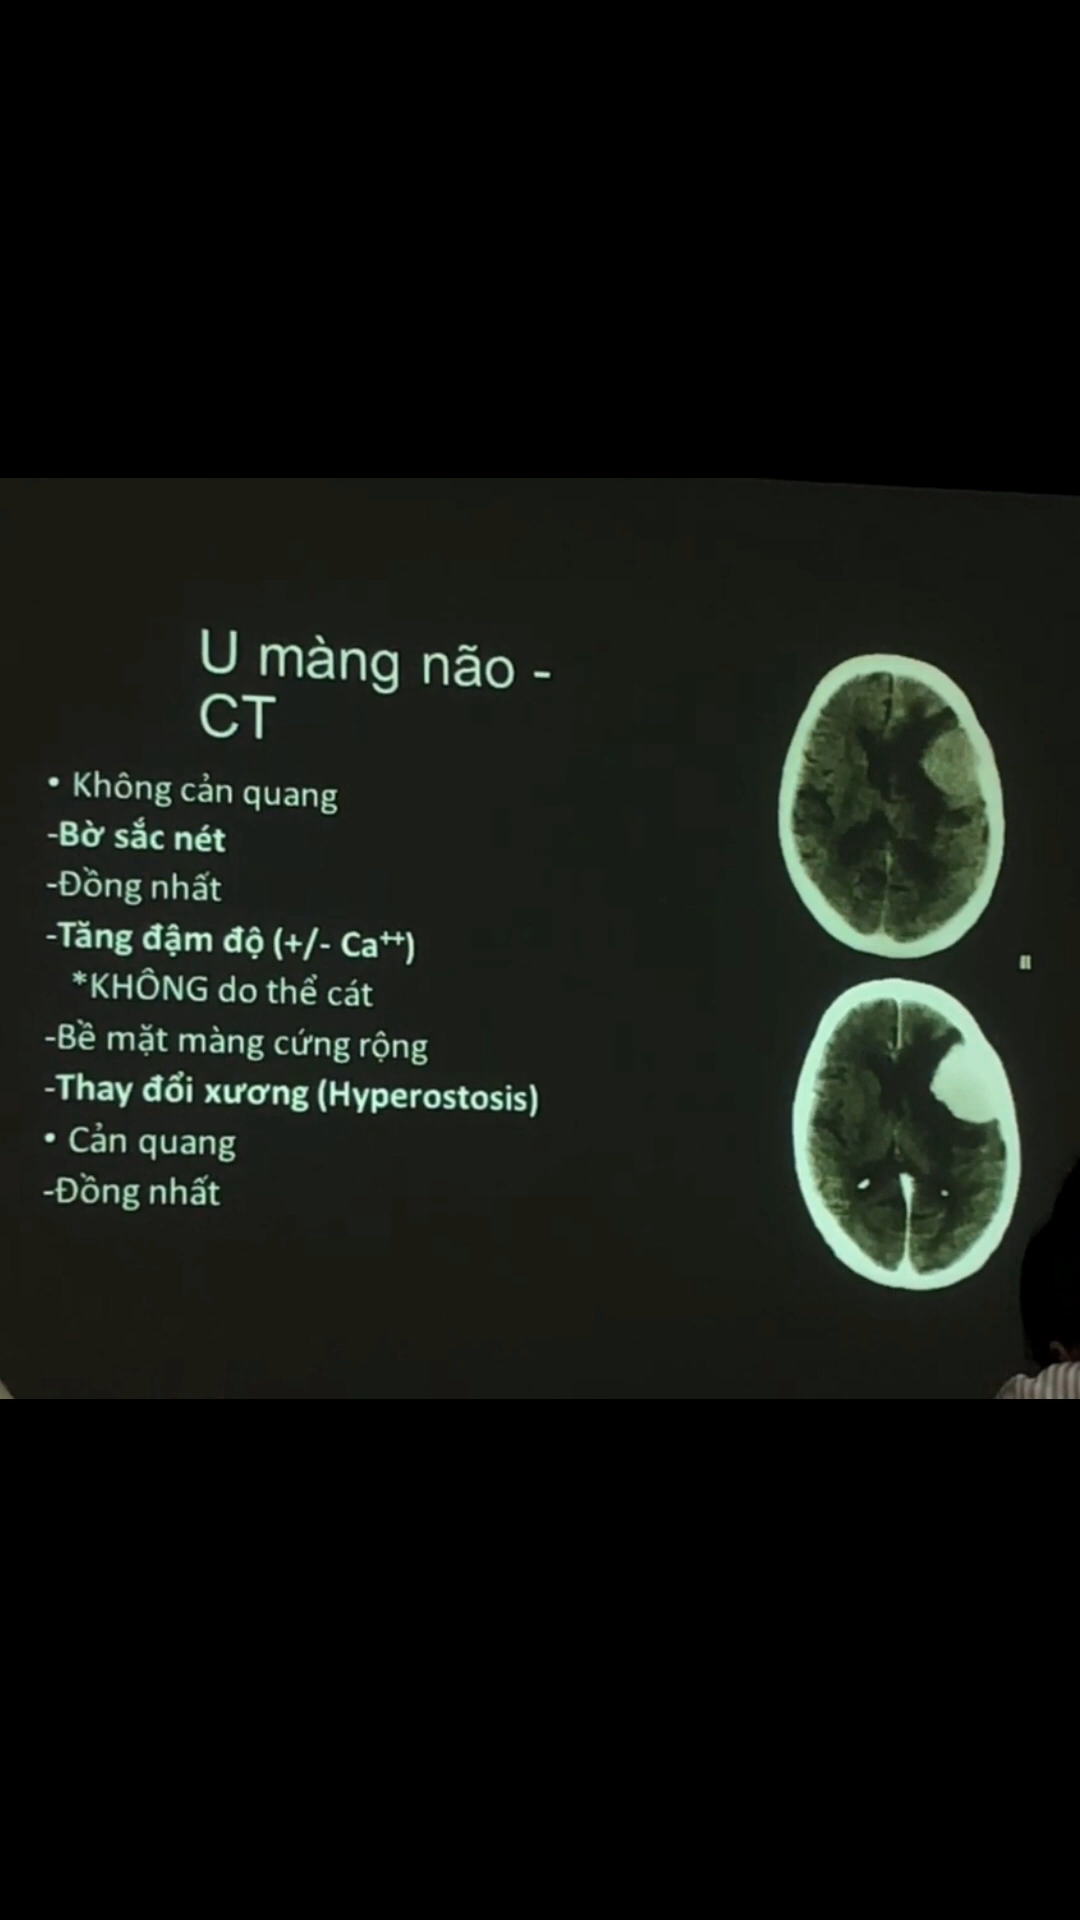 U màng não -
CT
• Không cản quang
-Bờ sắc nét
-Đồng nhất
-Tăng đậm độ (+/- Ca⁺⁺)
*KHÔNG do thể cát
-Bề mặt màng cứng rộng
-Thay đổi xương (Hyperostosis)
• Cản quang
-Đồng nhất